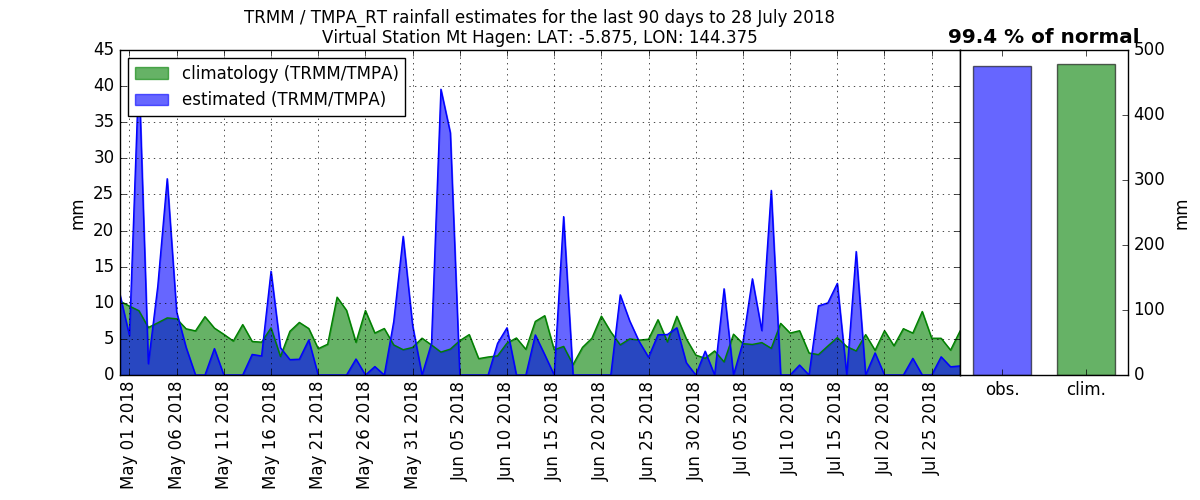 TRMM / TMPA_RT rainfall estimates for the last 90 days to 28 July 2018
Virtual Station Mt Hagen: LAT: -5.875, LON: 144.375
99.4 % of normal
climatology (TRMM/TMPA)
estimated (TRMM/TMPA)
45
40
35
30
25
20
15
10
5
0
mm
May 01 2018
May 06 2018
May 11 2018
May 16 2018
May 21 2018
May 26 2018
May 31 2018
Jun 05 2018
Jun 10 2018
Jun 15 2018
Jun 20 2018
Jun 25 2018
Jun 30 2018
Jul 05 2018
Jul 10 2018
Jul 15 2018
Jul 20 2018
Jul 25 2018
500
400
300
200
100
0
mm
obs.
clim.